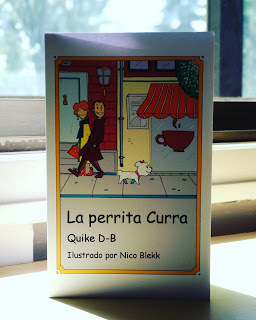 La perrita Curra
Quike D-B
Ilustrado por Nico Blekk